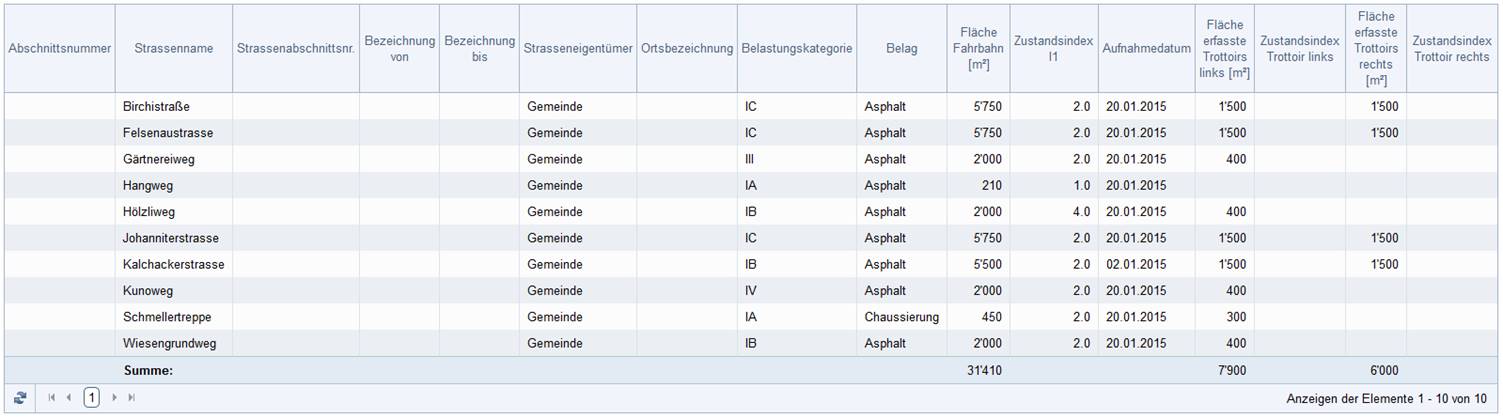 Abschnittsnummer Strassenname Strassenabschnittsnr. Bezeichnung von Bezeichnung bis Strasseneigentümer Ortsbezeichnung Belastungskategorie Belag Fläche Fahrbahn [m²] Zustandsindex I1 Aufnahmedatum Fläche erfasste Trottoirs links [m²] Zustandsindex Trottoir links Fläche erfasste Trottoirs rechts [m²] Zustandsindex Trottoir rechts
Birchistraße Gemeinde IC Asphalt 5'750 2.0 20.01.2015 1'500 1'500
Felsenaustrasse Gemeinde IC Asphalt 5'750 2.0 20.01.2015 1'500 1'500
Gärtnereiweg Gemeinde III Asphalt 2'000 2.0 20.01.2015 400
Hangweg Gemeinde IA Asphalt 210 1.0 20.01.2015
Hölzliweg Gemeinde IB Asphalt 2'000 4.0 20.01.2015 400
Johanniterstrasse Gemeinde IC Asphalt 5'750 2.0 20.01.2015 1'500 1'500
Kalchackerstrasse Gemeinde IB Asphalt 5'500 2.0 02.01.2015 1'500 1'500
Kunoweg Gemeinde IV Asphalt 2'000 2.0 20.01.2015 400
Schmellertreppe Gemeinde IA Chaussierung 450 2.0 20.01.2015 300
Wiesengrundweg Gemeinde IB Asphalt 2'000 2.0 20.01.2015 400
Summe: 31'410 7'900 6'000
1 Anzeigen der Elemente 1 - 10 von 10